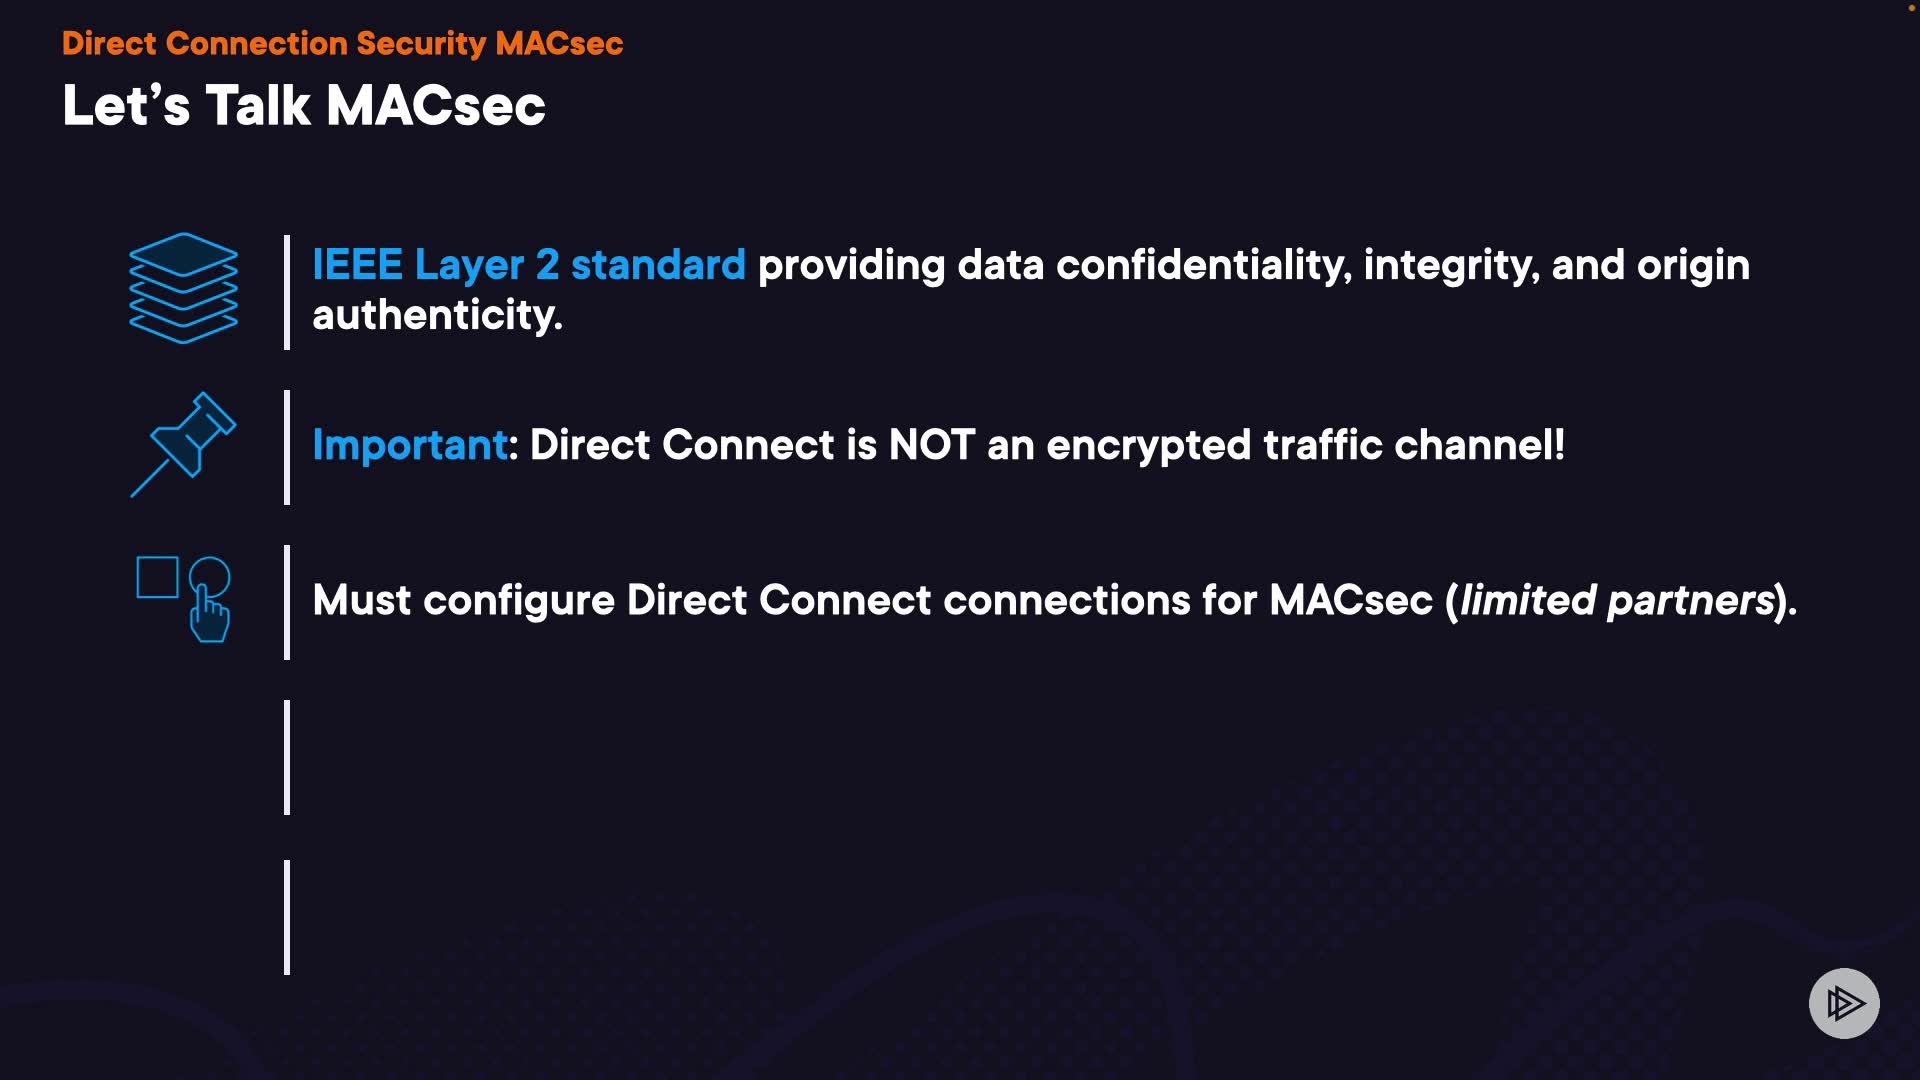 Direct Connection Security MACsec
Let’s Talk MACsec
IEEE Layer 2 standard providing data confidentiality, integrity, and origin
authenticity.
Important: Direct Connect is NOT an encrypted traffic channel!
Must configure Direct Connect connections for MACsec (limited partners).